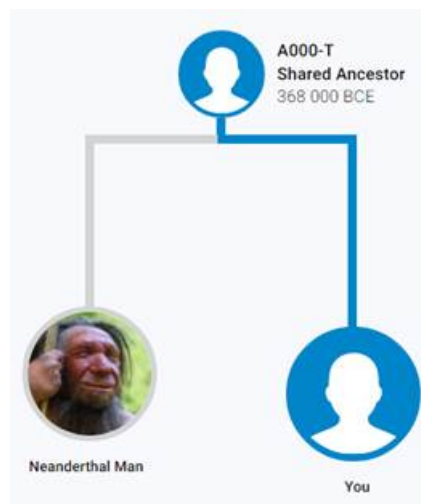 A000-T
Shared Ancestor
368 000 BCE
Neanderthal Man
You